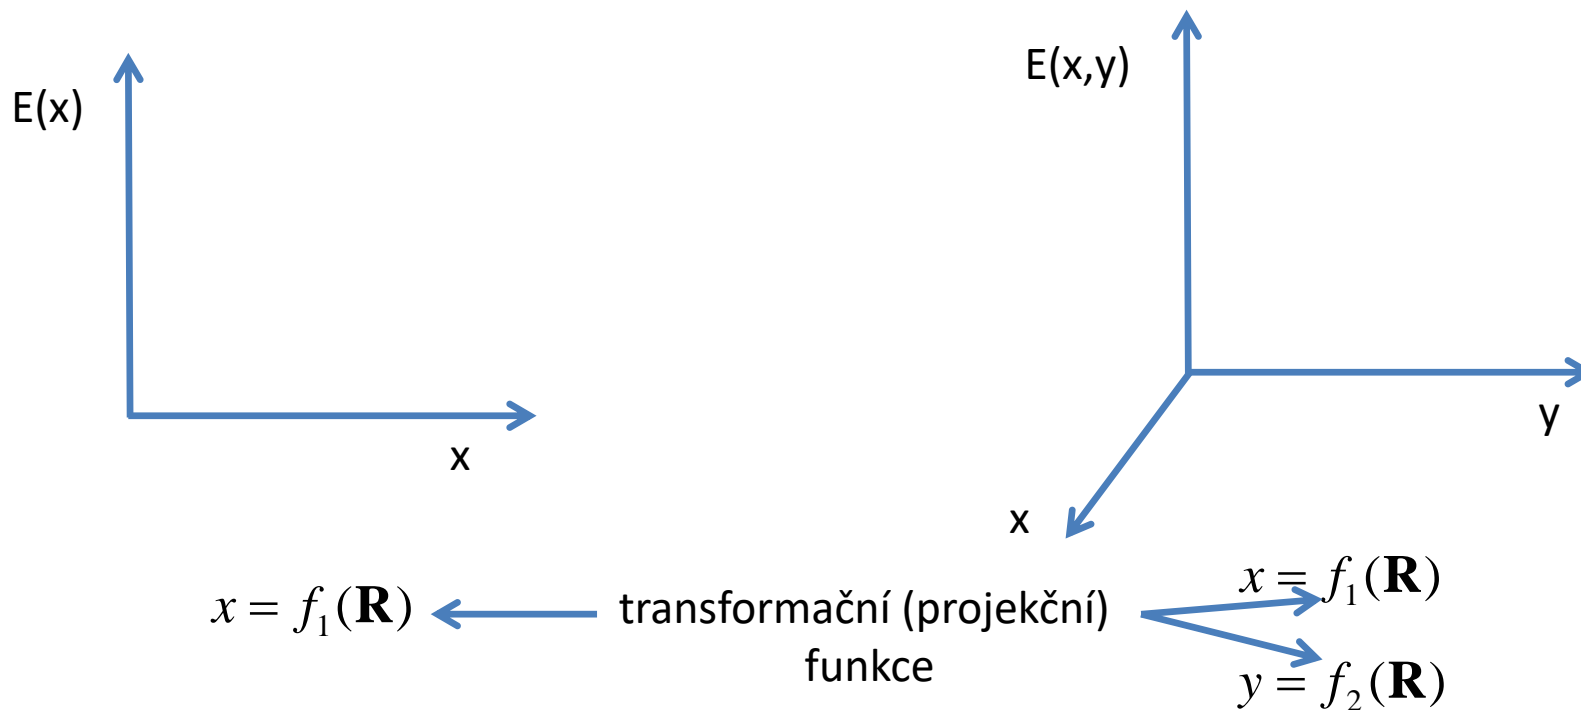 E(x)
x
E(x,y)
y
x
x = f₁(𝐑)
transformační (projekční)
funkce
x = f₁(𝐑)
y = f₂(𝐑)